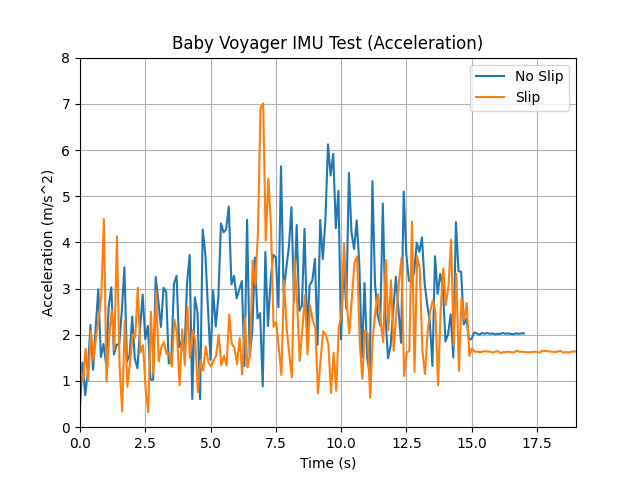 Baby Voyager IMU Test (Acceleration)
8
7
6
5
4
3
2
1
0
Acceleration (m/s^2)
No Slip
Slip
0.0 2.5 5.0 7.5 10.0 12.5 15.0 17.5
Time (s)